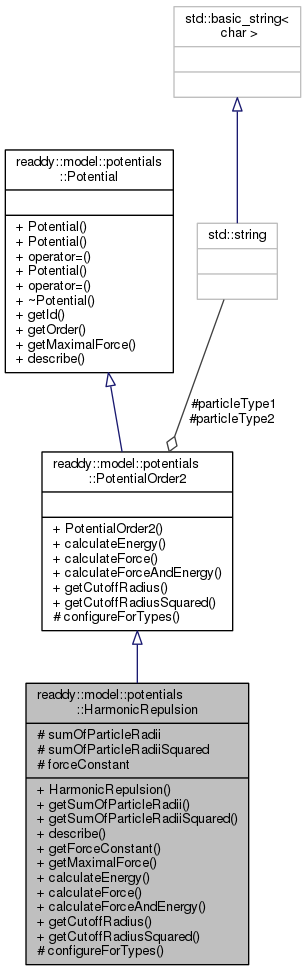 std::basic_string<
char >
readdy::model::potentials
::Potential
+ Potential()
+ Potential()
+ operator=()
+ Potential()
+ operator=()
+ ~Potential()
+ getId()
+ getOrder()
+ getMaximalForce()
+ describe()
std::string
#particleType1
#particleType2
readdy::model::potentials
::PotentialOrder2
+ PotentialOrder2()
+ calculateEnergy()
+ calculateForce()
+ calculateForceAndEnergy()
+ getCutoffRadius()
+ getCutoffRadiusSquared()
# configureForTypes()
readdy::model::potentials
::HarmonicRepulsion
# sumOfParticleRadii
# sumOfParticleRadiiSquared
# forceConstant
+ HarmonicRepulsion()
+ getSumOfParticleRadii()
+ getSumOfParticleRadiiSquared()
+ describe()
+ getForceConstant()
+ getMaximalForce()
+ calculateEnergy()
+ calculateForce()
+ calculateForceAndEnergy()
+ getCutoffRadius()
+ getCutoffRadiusSquared()
# configureForTypes()